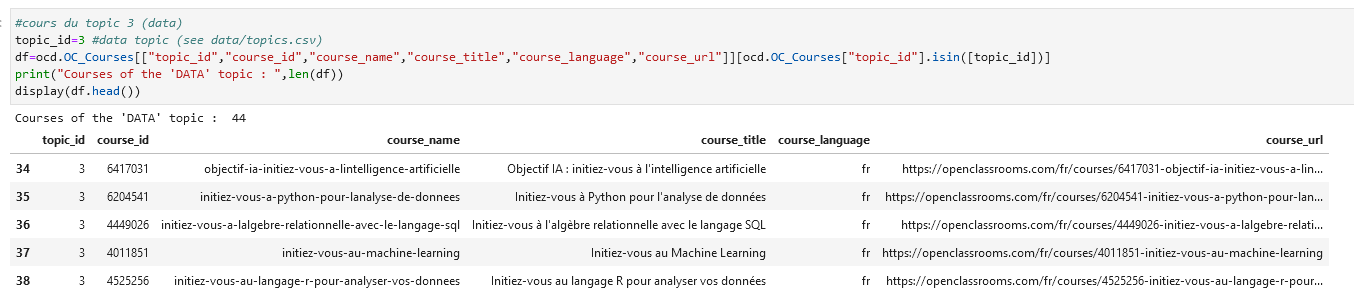 #cours du topic 3 (data)
topic_id=3 #data topic (see data/topics.csv)
df=ocd.OC_Courses[["topic_id","course_id","course_name","course_title","course_language","course_url"]][ocd.OC_Courses["topic_id"].isin([topic_id])]
print("Courses of the 'DATA' topic : ",len(df))
display(df.head())
Courses of the 'DATA' topic :  44
topic_id course_id course_name course_title course_language course_url
34 3 6417031 objectif-ia-initiez-vous-a-lintelligence-artificielle Objectif IA : initiez-vous à l'intelligence artificielle fr https://openclassrooms.com/fr/courses/6417031-objectif-ia-initiez-vous-a-lin...
35 3 6204541 initiez-vous-a-python-pour-lanalyse-de-donnees Initiez-vous à Python pour l'analyse de données fr https://openclassrooms.com/fr/courses/6204541-initiez-vous-a-python-pour-lan...
36 3 4449026 initiez-vous-a-lalgebre-relationnelle-avec-le-langage-sql Initiez-vous à l'algèbre relationnelle avec le langage SQL fr https://openclassrooms.com/fr/courses/4449026-initiez-vous-a-lalgebre-relati...
37 3 4011851 initiez-vous-au-machine-learning Initiez-vous au Machine Learning fr https://openclassrooms.com/fr/courses/4011851-initiez-vous-au-machine-learning
38 3 4525256 initiez-vous-au-langage-r-pour-analyser-vos-donnees Initiez-vous au langage R pour analyser vos données fr https://openclassrooms.com/fr/courses/4525256-initiez-vous-au-langage-r-pour...